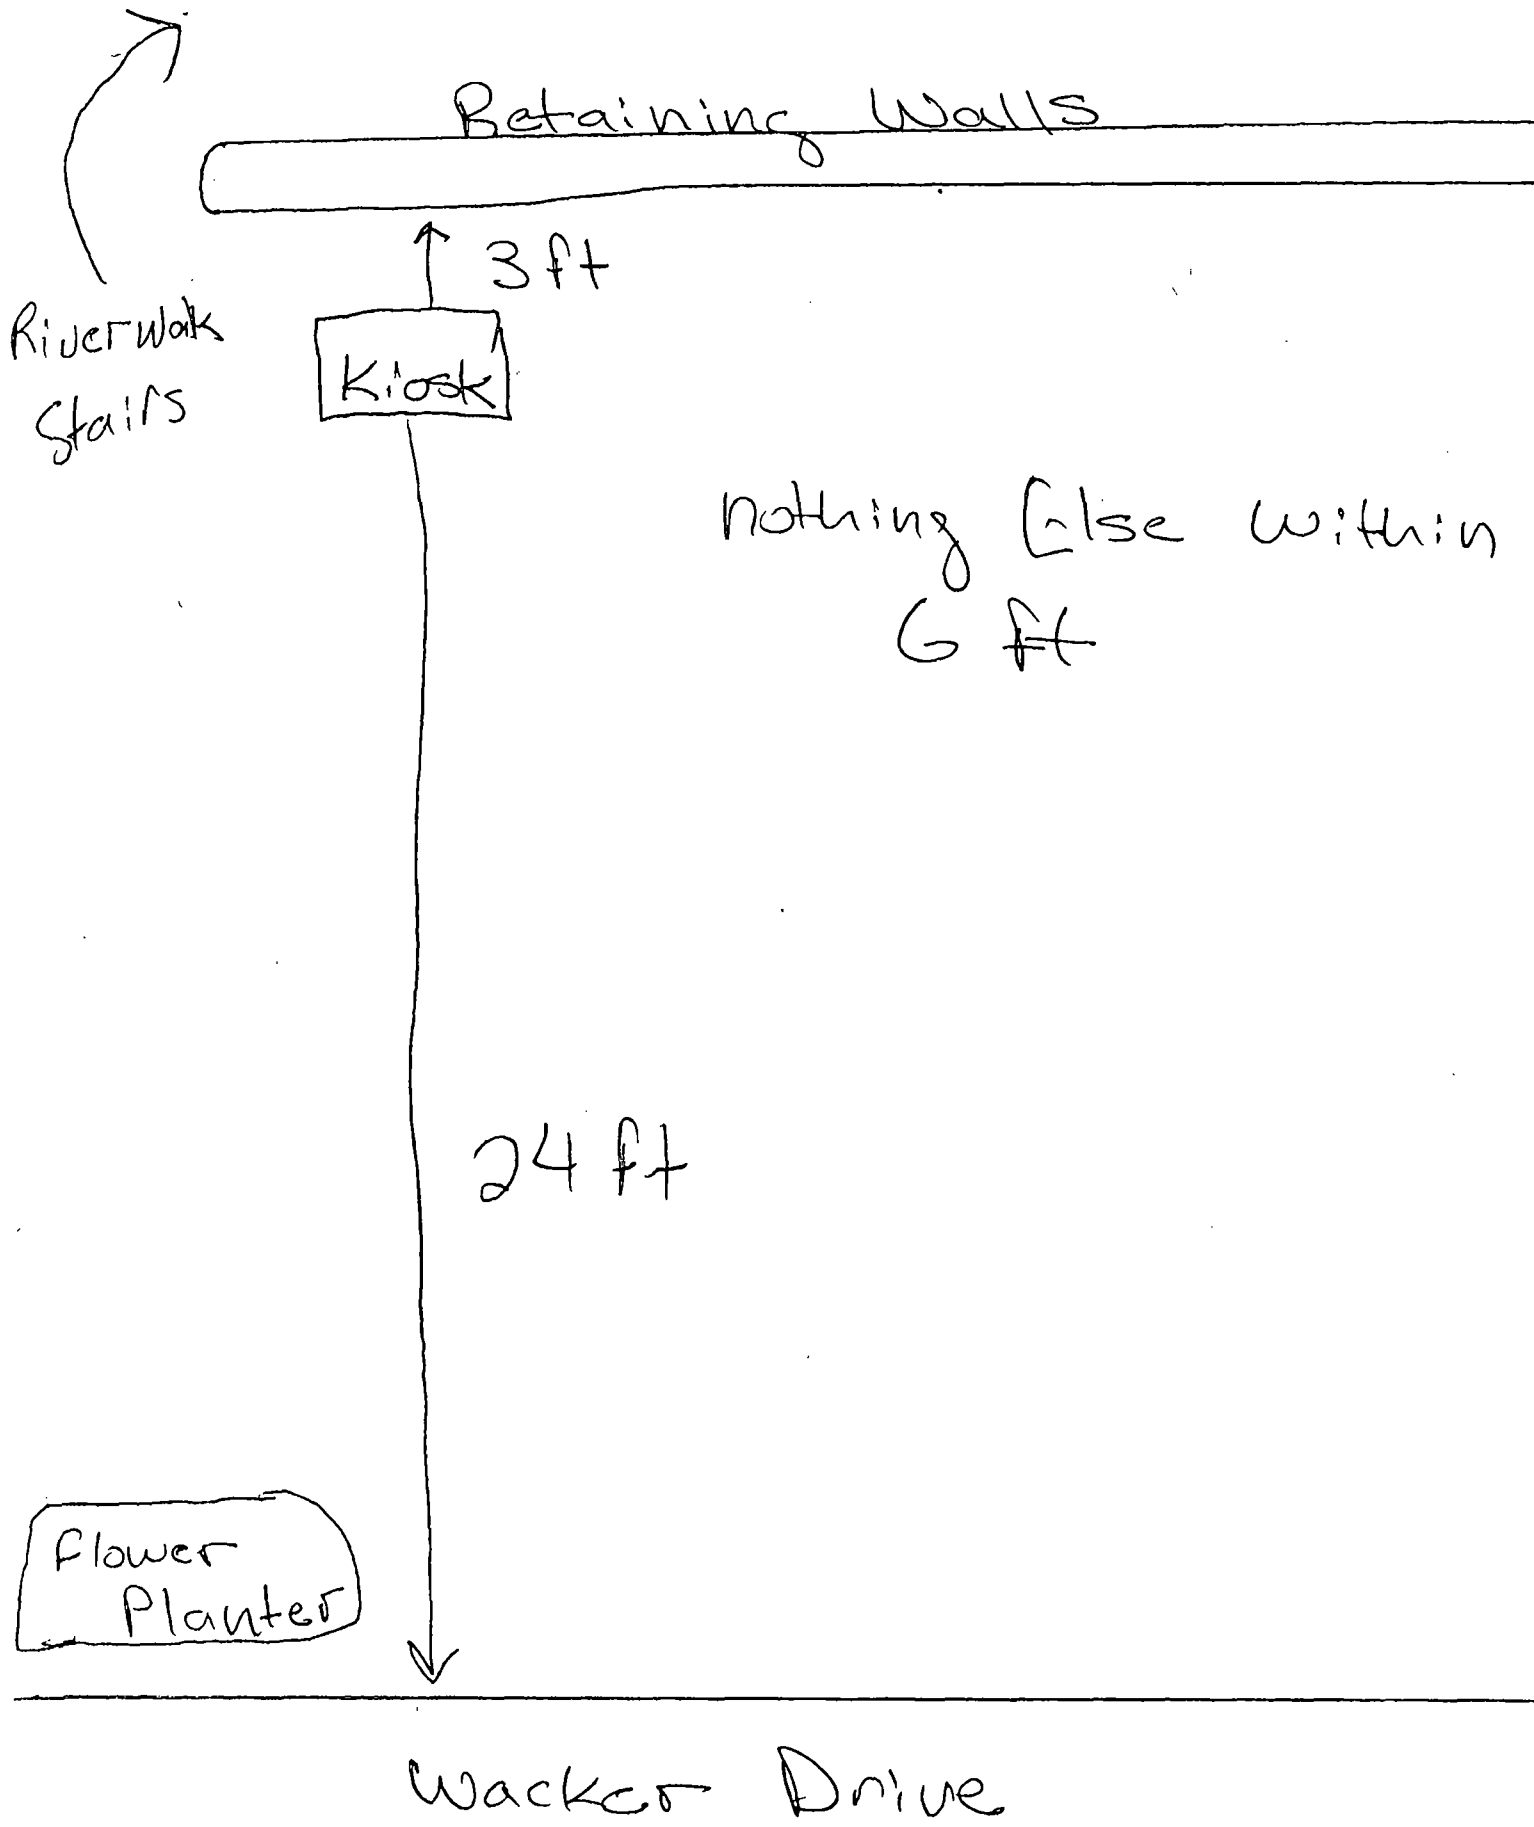 Retaining Walls
3 ft
Riverwalk
Stairs
Kiosk
nothing Else within
6 ft
24 ft
Flower
Planter
Wacker Drive